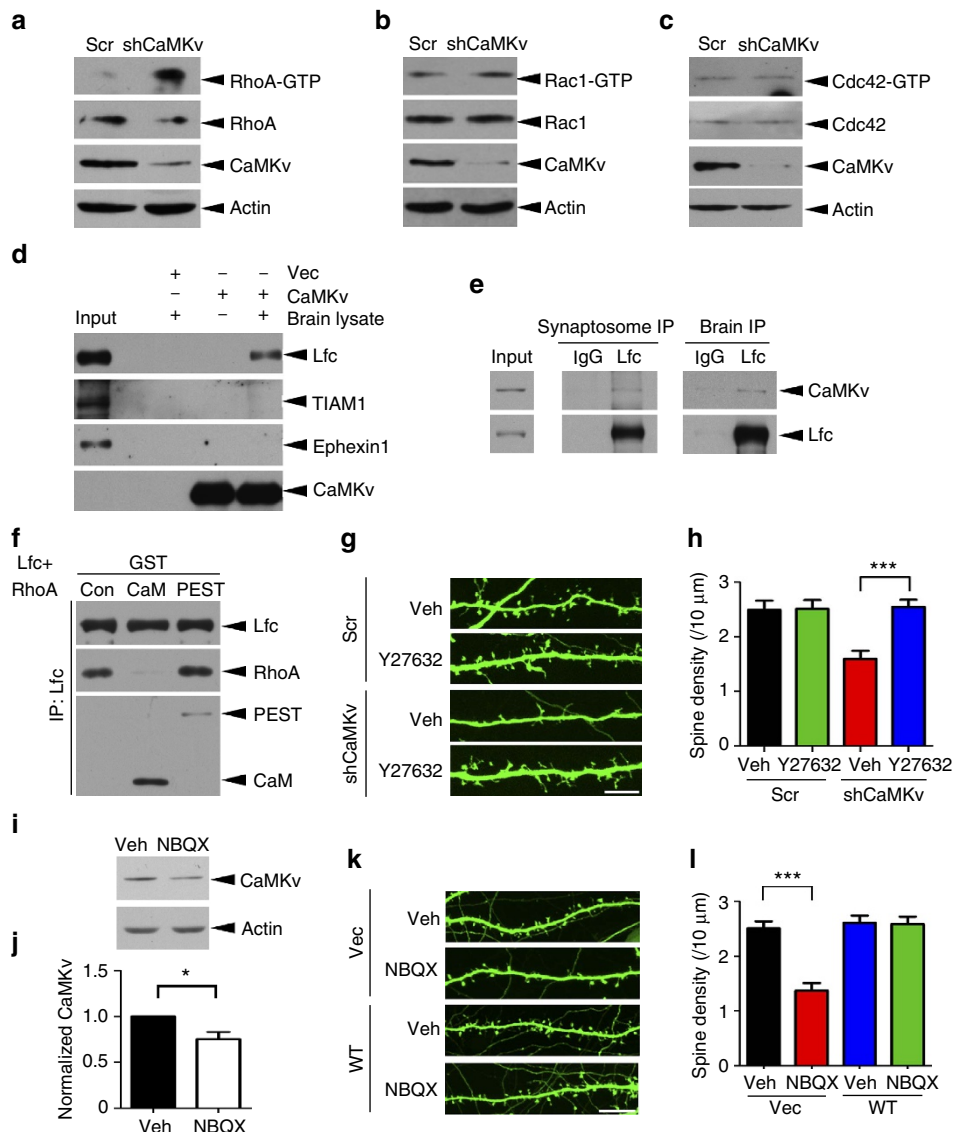 a
Scr shCaMKv
RhoA-GTP
RhoA
CaMKv
Actin
b
Scr shCaMKv
Rac1-GTP
Rac1
CaMKv
Actin
c
Scr shCaMKv
Cdc42-GTP
Cdc42
CaMKv
Actin
d
+ − − Vec
− + + CaMKv
Input + − + Brain lysate
Lfc
TIAM1
Ephexin1
CaMKv
e
Synaptosome IP Brain IP
Input IgG Lfc IgG Lfc
CaMKv
Lfc
f
Lfc+ GST
RhoA Con CaM PEST
IP: Lfc
Lfc
RhoA
PEST
CaM
g
Scr
Veh
Y27632
shCaMKv
Veh
Y27632
h
***
Spine density (/10 μm)
3
2
1
0
Veh Y27632 Veh Y27632
Scr shCaMKv
i
Veh NBQX
CaMKv
Actin
j
*
Normalized CaMKv
1.5
1.0
0.5
0
Veh NBQX
k
Vec
Veh
NBQX
WT
Veh
NBQX
l
***
Spine density (/10 μm)
3
2
1
0
Veh NBQX Veh NBQX
Vec WT